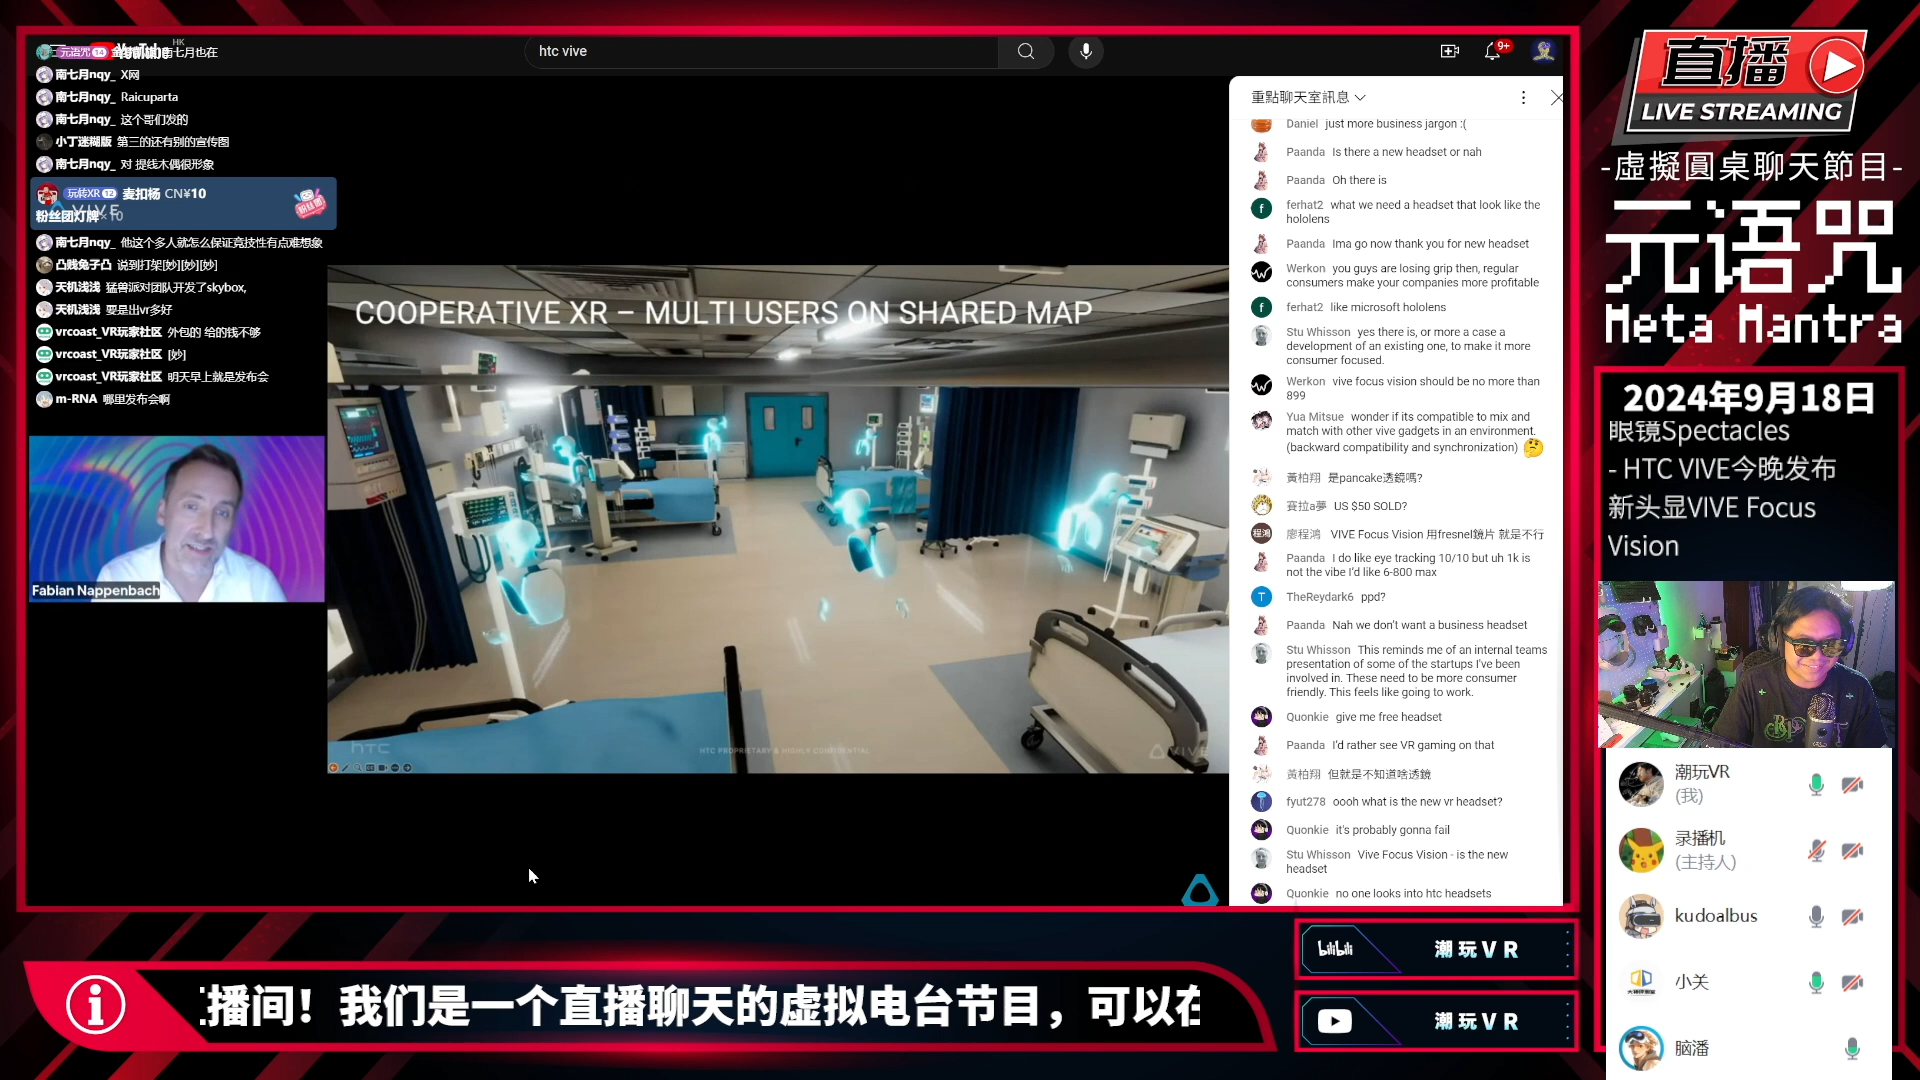 元语咒 14
YouTube HK
htc vive
9+
南七月nqy_ X网
南七月nqy_ Raicuparta
南七月nqy_ 这个哥们发的
小丁迷糊版 第三的还有别的宣传图
南七月nqy_ 对 提线木偶很形象
玩转XR 12 麦扣杨 CN¥10
粉丝团灯牌×10
VIVE
南七月nqy_ 他这个多人就怎么保证竞技性有点难想象
凸贱兔子凸 说到打架[妙][妙][妙]
天机浅浅 猛兽派对团队开发了skybox,
天机浅浅 要是出vr多好
vrcoast_VR玩家社区 外包的 给的钱不够
vrcoast_VR玩家社区 [妙]
vrcoast_VR玩家社区 明天早上就是发布会
m-RNA 哪里发布会啊
Fabian Nappenbach
COOPERATIVE XR – MULTI USERS ON SHARED MAP
hTC
HTC PROPRIETARY & HIGHLY CONFIDENTIAL
VIVE
重點聊天室訊息
Daniel just more business jargon :(
Paanda Is there a new headset or nah
Paanda Oh there is
ferhat2 what we need a headset that look like the
hololens
Paanda Ima go now thank you for new headset
Werkon you guys are losing grip then, regular
consumers make your companies more profitable
ferhat2 like microsoft hololens
Stu Whisson yes there is, or more a case a
development of an existing one, to make it more
consumer focused.
Werkon vive focus vision should be no more than
899
Yua Mitsue wonder if its compatible to mix and
match with other vive gadgets in an environment.
(backward compatibility and synchronization)
黃柏翔 是pancake透鏡嗎?
賽拉a夢 US $50 SOLD?
廖程鴻 VIVE Focus Vision 用fresnel鏡片 就是不行
Paanda I do like eye tracking 10/10 but uh 1k is
not the vibe I'd like 6-800 max
TheReydark6 ppd?
Paanda Nah we don't want a business headset
Stu Whisson This reminds me of an internal teams
presentation of some of the startups I've been
involved in. These need to be more consumer
friendly. This feels like going to work.
Quonkie give me free headset
Paanda I'd rather see VR gaming on that
黃柏翔 但就是不知道啥透鏡
fyut278 oooh what is the new vr headset?
Quonkie it's probably gonna fail
Stu Whisson Vive Focus Vision - is the new
headset
Quonkie no one looks into htc headsets
直播
LIVE STREAMING
-虛擬圓桌聊天節目-
元语咒
Meta Mantra
2024年9月18日
眼镜Spectacles
- HTC VIVE今晚发布
新头显VIVE Focus
Vision
潮玩VR
(我)
录播机
(主持人)
kudoalbus
小关
脑潘
播间！我们是一个直播聊天的虚拟电台节目，可以在
bilibili 潮玩VR
潮玩VR